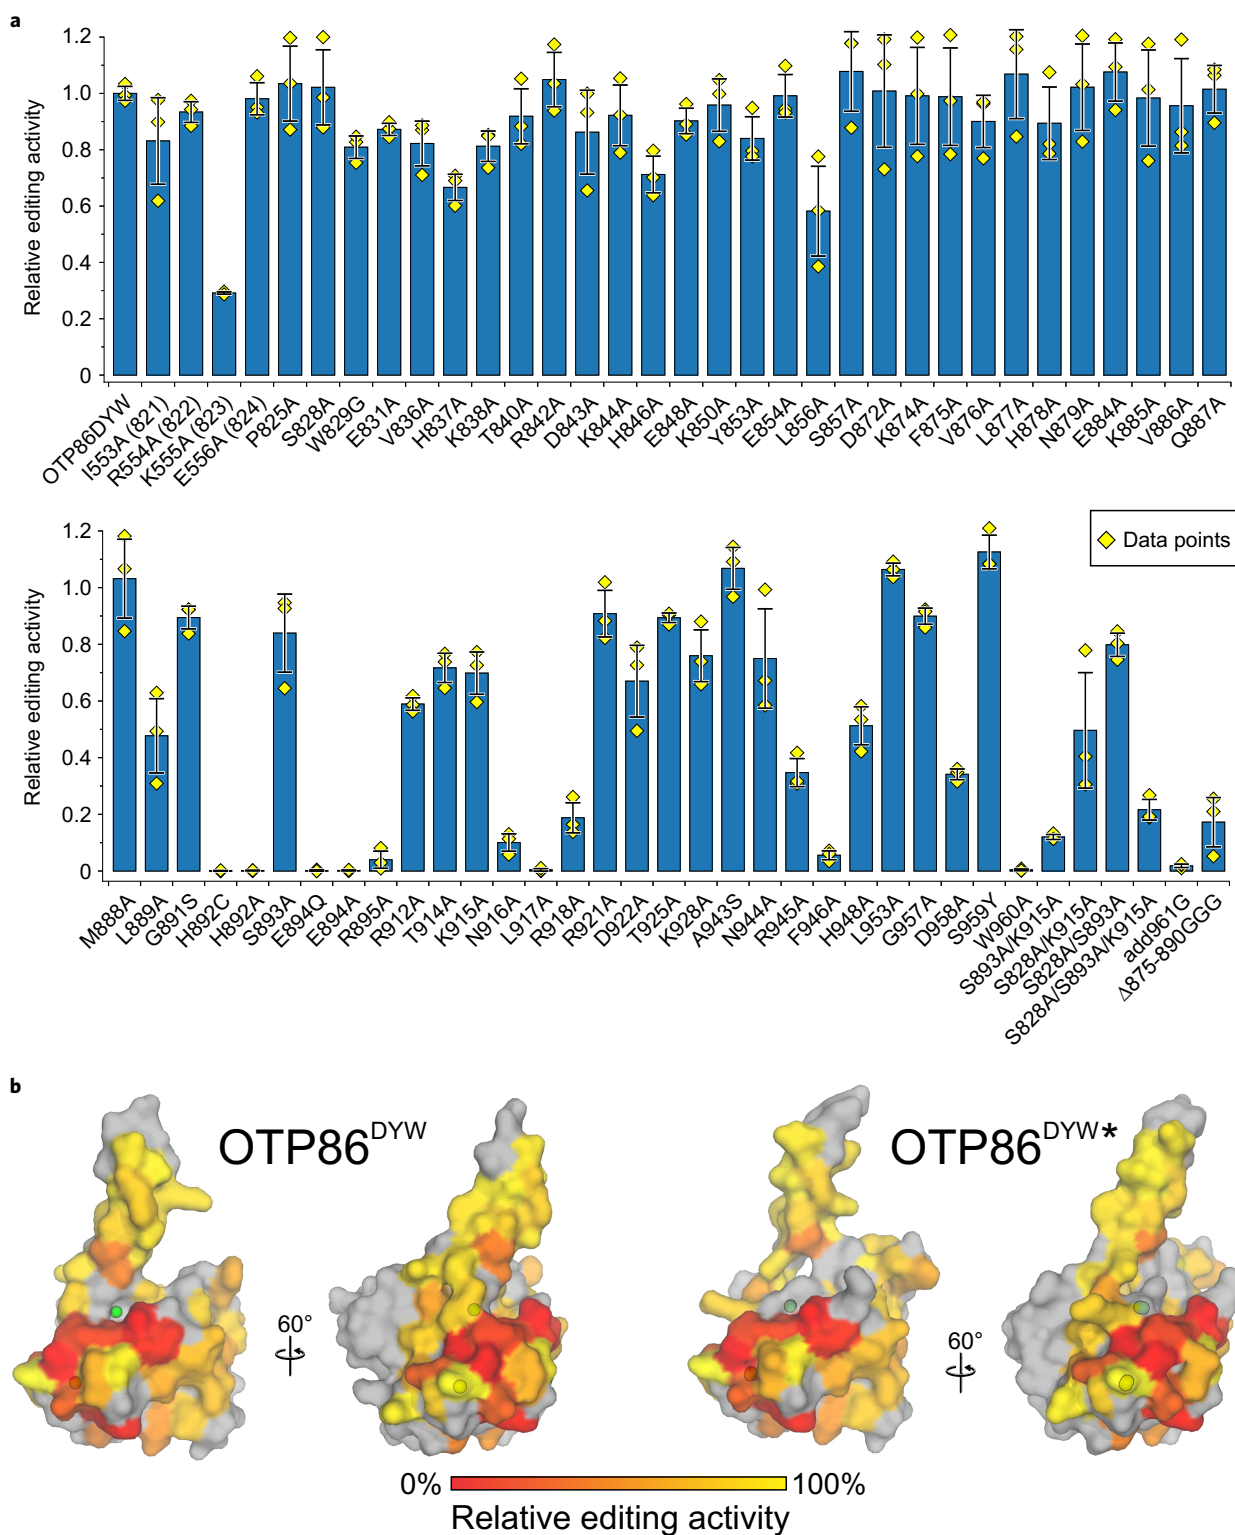 a
Relative editing activity
1.2
1.0
0.8
0.6
0.4
0.2
0
OTP86DYW
I553A (821)
R554A (822)
K555A (823)
E556A (824)
P825A
S828A
W829G
E831A
V836A
H837A
K838A
T840A
R842A
D843A
K844A
H846A
E848A
K850A
Y853A
E854A
L856A
S857A
D872A
K874A
F875A
V876A
L877A
H878A
N879A
E884A
K885A
V886A
Q887A
Relative editing activity
1.2
1.0
0.8
0.6
0.4
0.2
0
Data points
M888A
L889A
G891S
H892C
H892A
S893A
E894Q
E894A
R895A
R912A
T914A
K915A
N916A
L917A
R918A
R921A
D922A
T925A
K928A
A943S
N944A
R945A
F946A
H948A
L953A
G957A
D958A
S959Y
W960A
S893A/K915A
S828A/K915A
S828A/S893A
S828A/S893A/K915A
add961G
Δ875-890GGG
b
OTP86DYW
OTP86DYW*
60°
60°
0% 100%
Relative editing activity